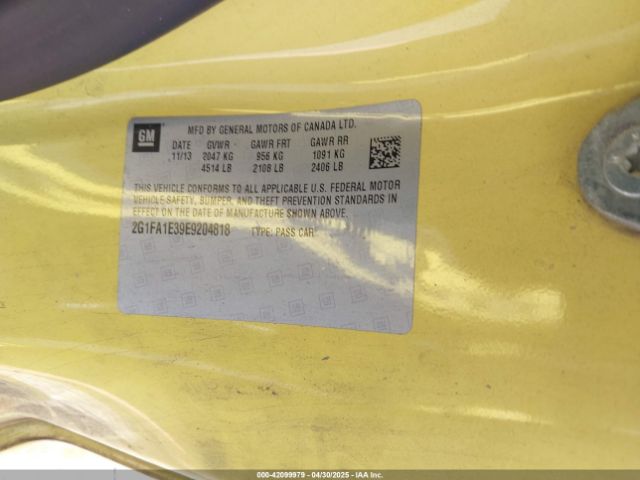 GM
MFD BY GENERAL MOTORS OF CANADA LTD.
DATE GVWR GAWR FRT GAWR RR
11/13 2047 KG 956 KG 1091 KG
4514 LB 2108 LB 2406 LB
THIS VEHICLE CONFORMS TO ALL APPLICABLE U.S. FEDERAL MOTOR
VEHICLE SAFETY, BUMPER, AND THEFT PREVENTION STANDARDS IN
EFFECT ON THE DATE OF MANUFACTURE SHOWN ABOVE.
2G1FA1E39E9204818 TYPE: PASS CAR
000-42099979 - 04/30/2025 - IAA Inc.